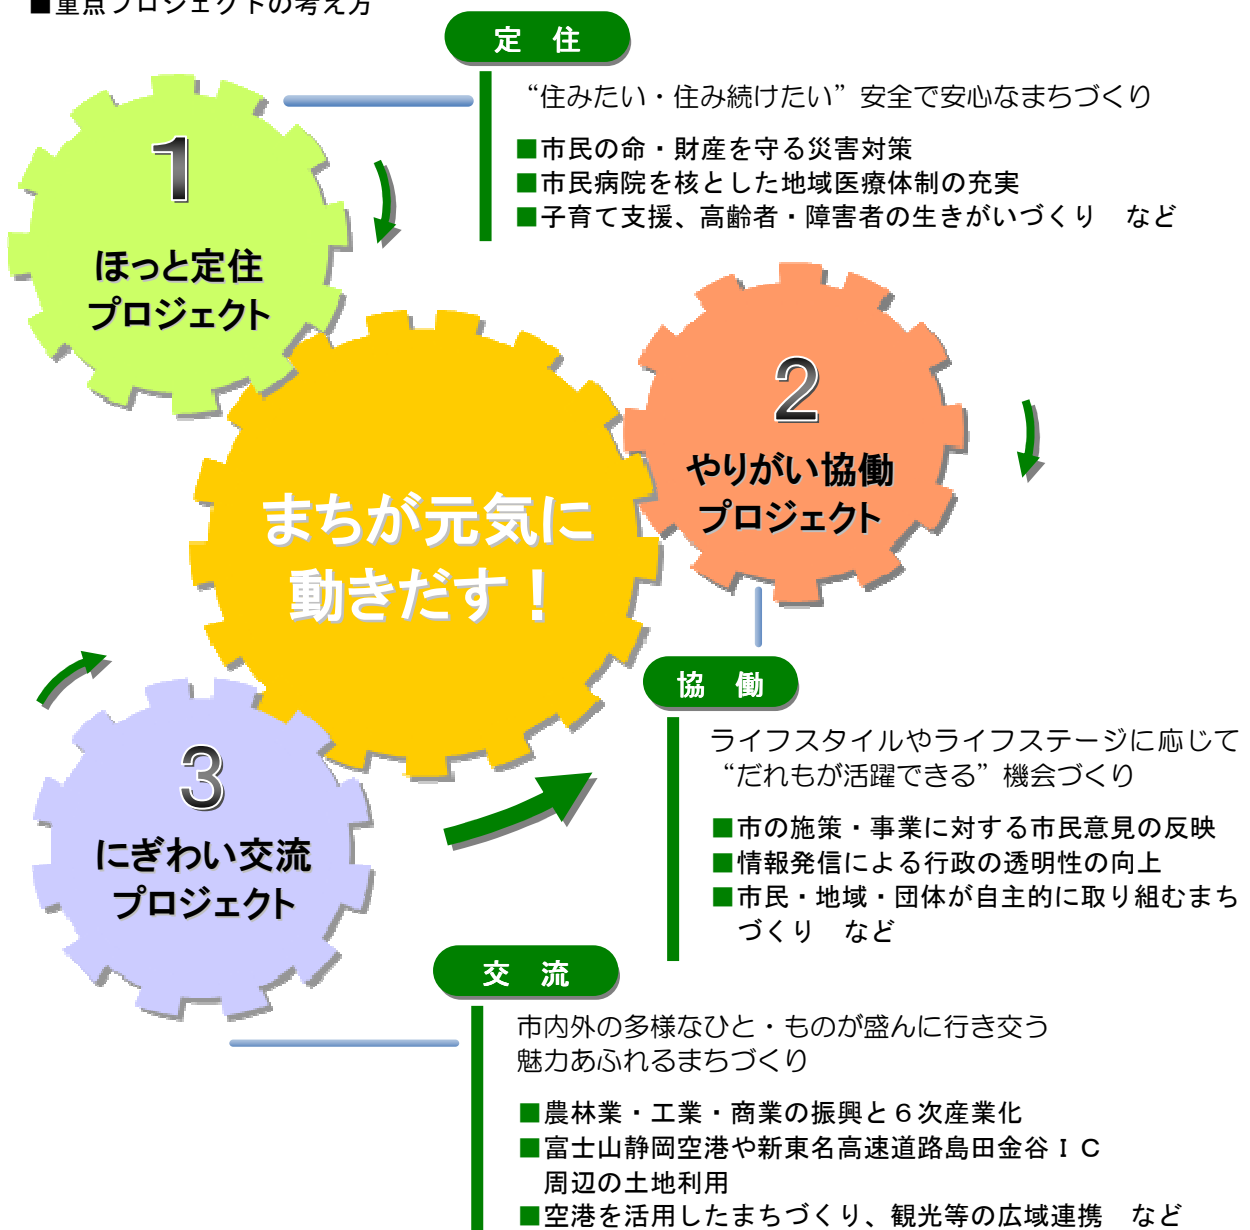 ■重点プロジェクトの考え方
定 住
“住みたい・住み続けたい”安全で安心なまちづくり
■市民の命・財産を守る災害対策
■市民病院を核とした地域医療体制の充実
■子育て支援、高齢者・障害者の生きがいづくり　など
1
ほっと定住
プロジェクト
2
やりがい協働
プロジェクト
まちが元気に
動きだす！
協 働
ライフスタイルやライフステージに応じて
“だれもが活躍できる”機会づくり
■市の施策・事業に対する市民意見の反映
■情報発信による行政の透明性の向上
■市民・地域・団体が自主的に取り組むまち
づくり　など
3
にぎわい交流
プロジェクト
交 流
市内外の多様なひと・ものが盛んに行き交う
魅力あふれるまちづくり
■農林業・工業・商業の振興と６次産業化
■富士山静岡空港や新東名高速道路島田金谷ＩＣ
周辺の土地利用
■空港を活用したまちづくり、観光等の広域連携　など